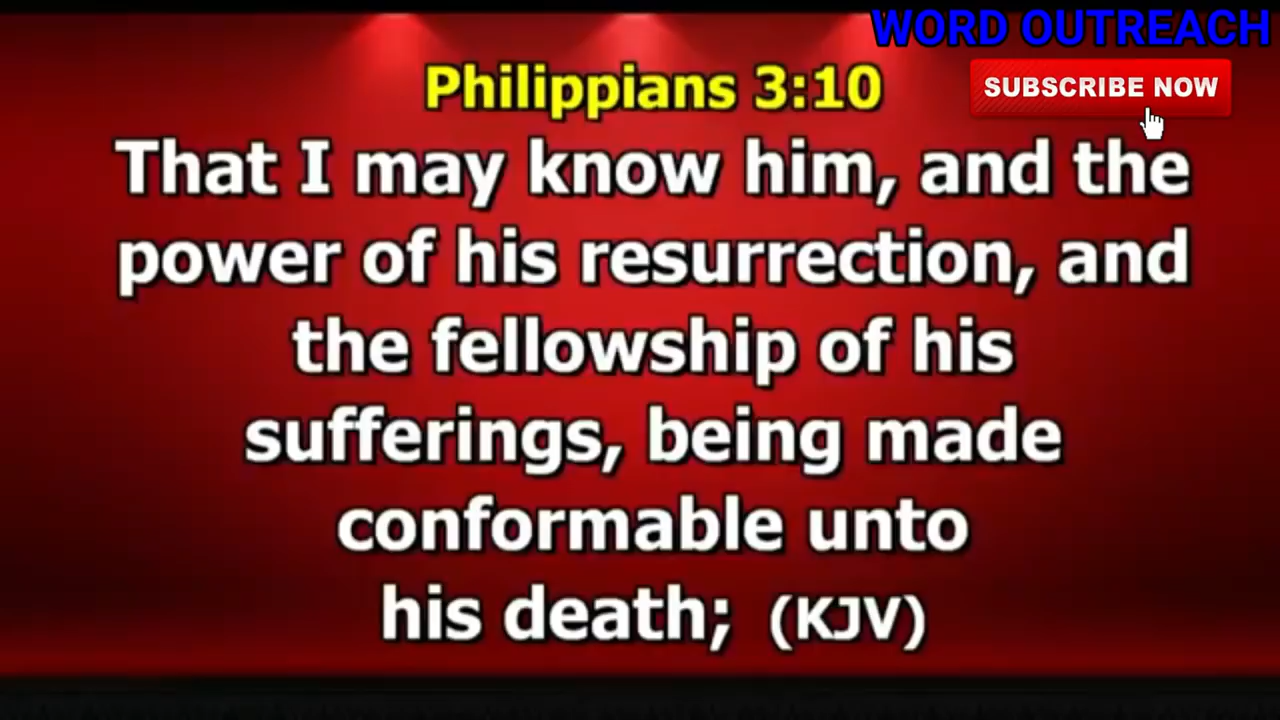 WORD OUTREACH
SUBSCRIBE NOW
Philippians 3:10
That I may know him, and the
power of his resurrection, and
the fellowship of his
sufferings, being made
conformable unto
his death; (KJV)